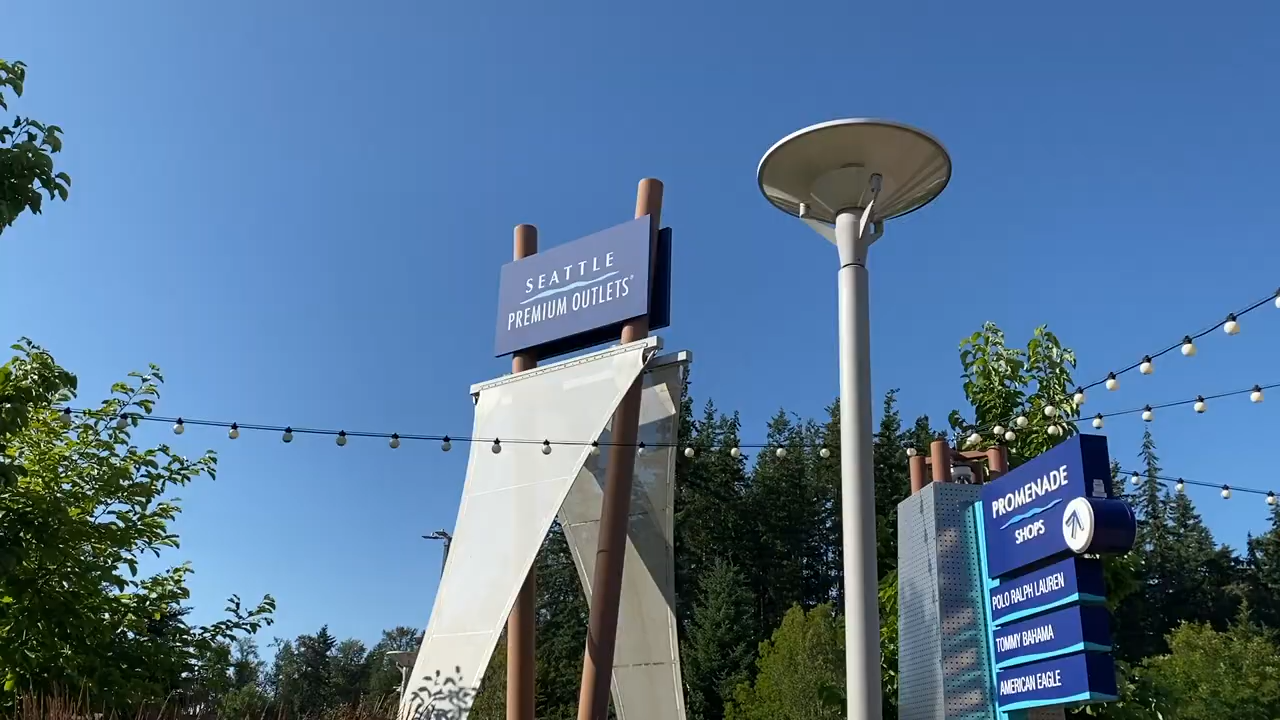 SEATTLE
PREMIUM OUTLETS®
PROMENADE
SHOPS
POLO RALPH LAUREN
TOMMY BAHAMA
AMERICAN EAGLE